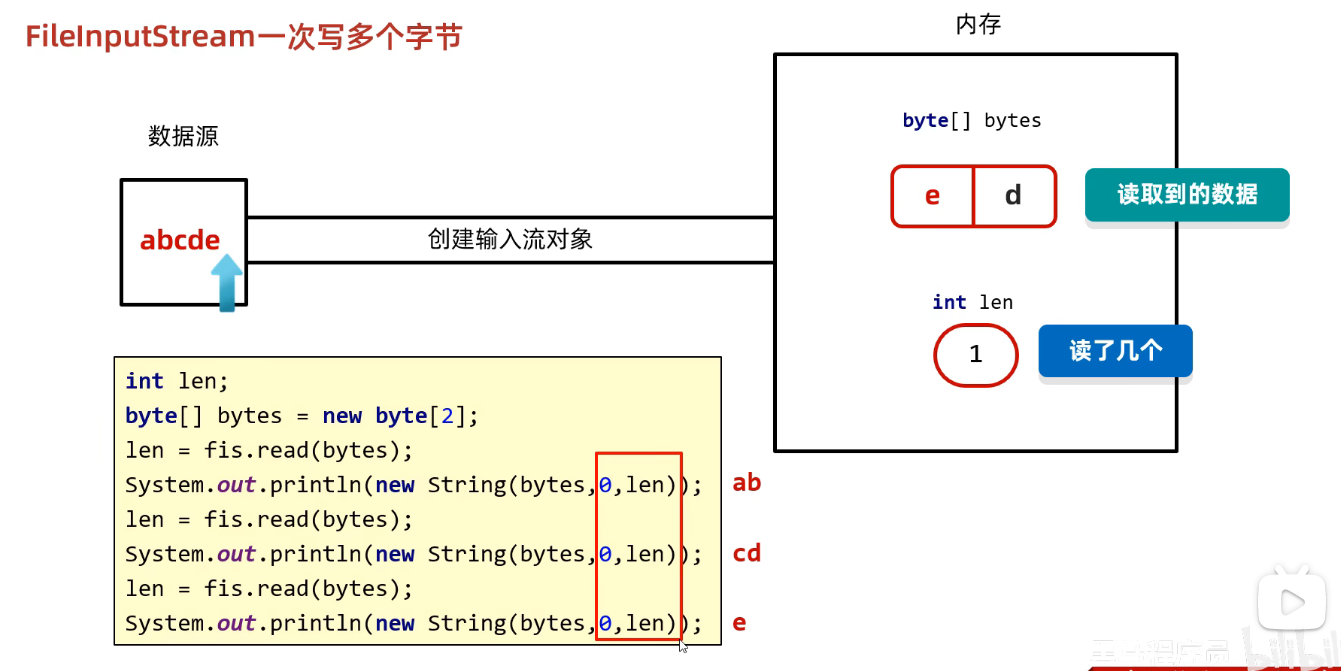 FileInputStream一次写多个字节
内存
数据源
byte[] bytes
abcde
创建输入流对象
e d
读取到的数据
int len
1
读了几个
int len;
byte[] bytes = new byte[2];
len = fis.read(bytes);
System.out.println(new String(bytes,0,len));
ab
len = fis.read(bytes);
System.out.println(new String(bytes,0,len));
cd
len = fis.read(bytes);
System.out.println(new String(bytes,0,len));
e